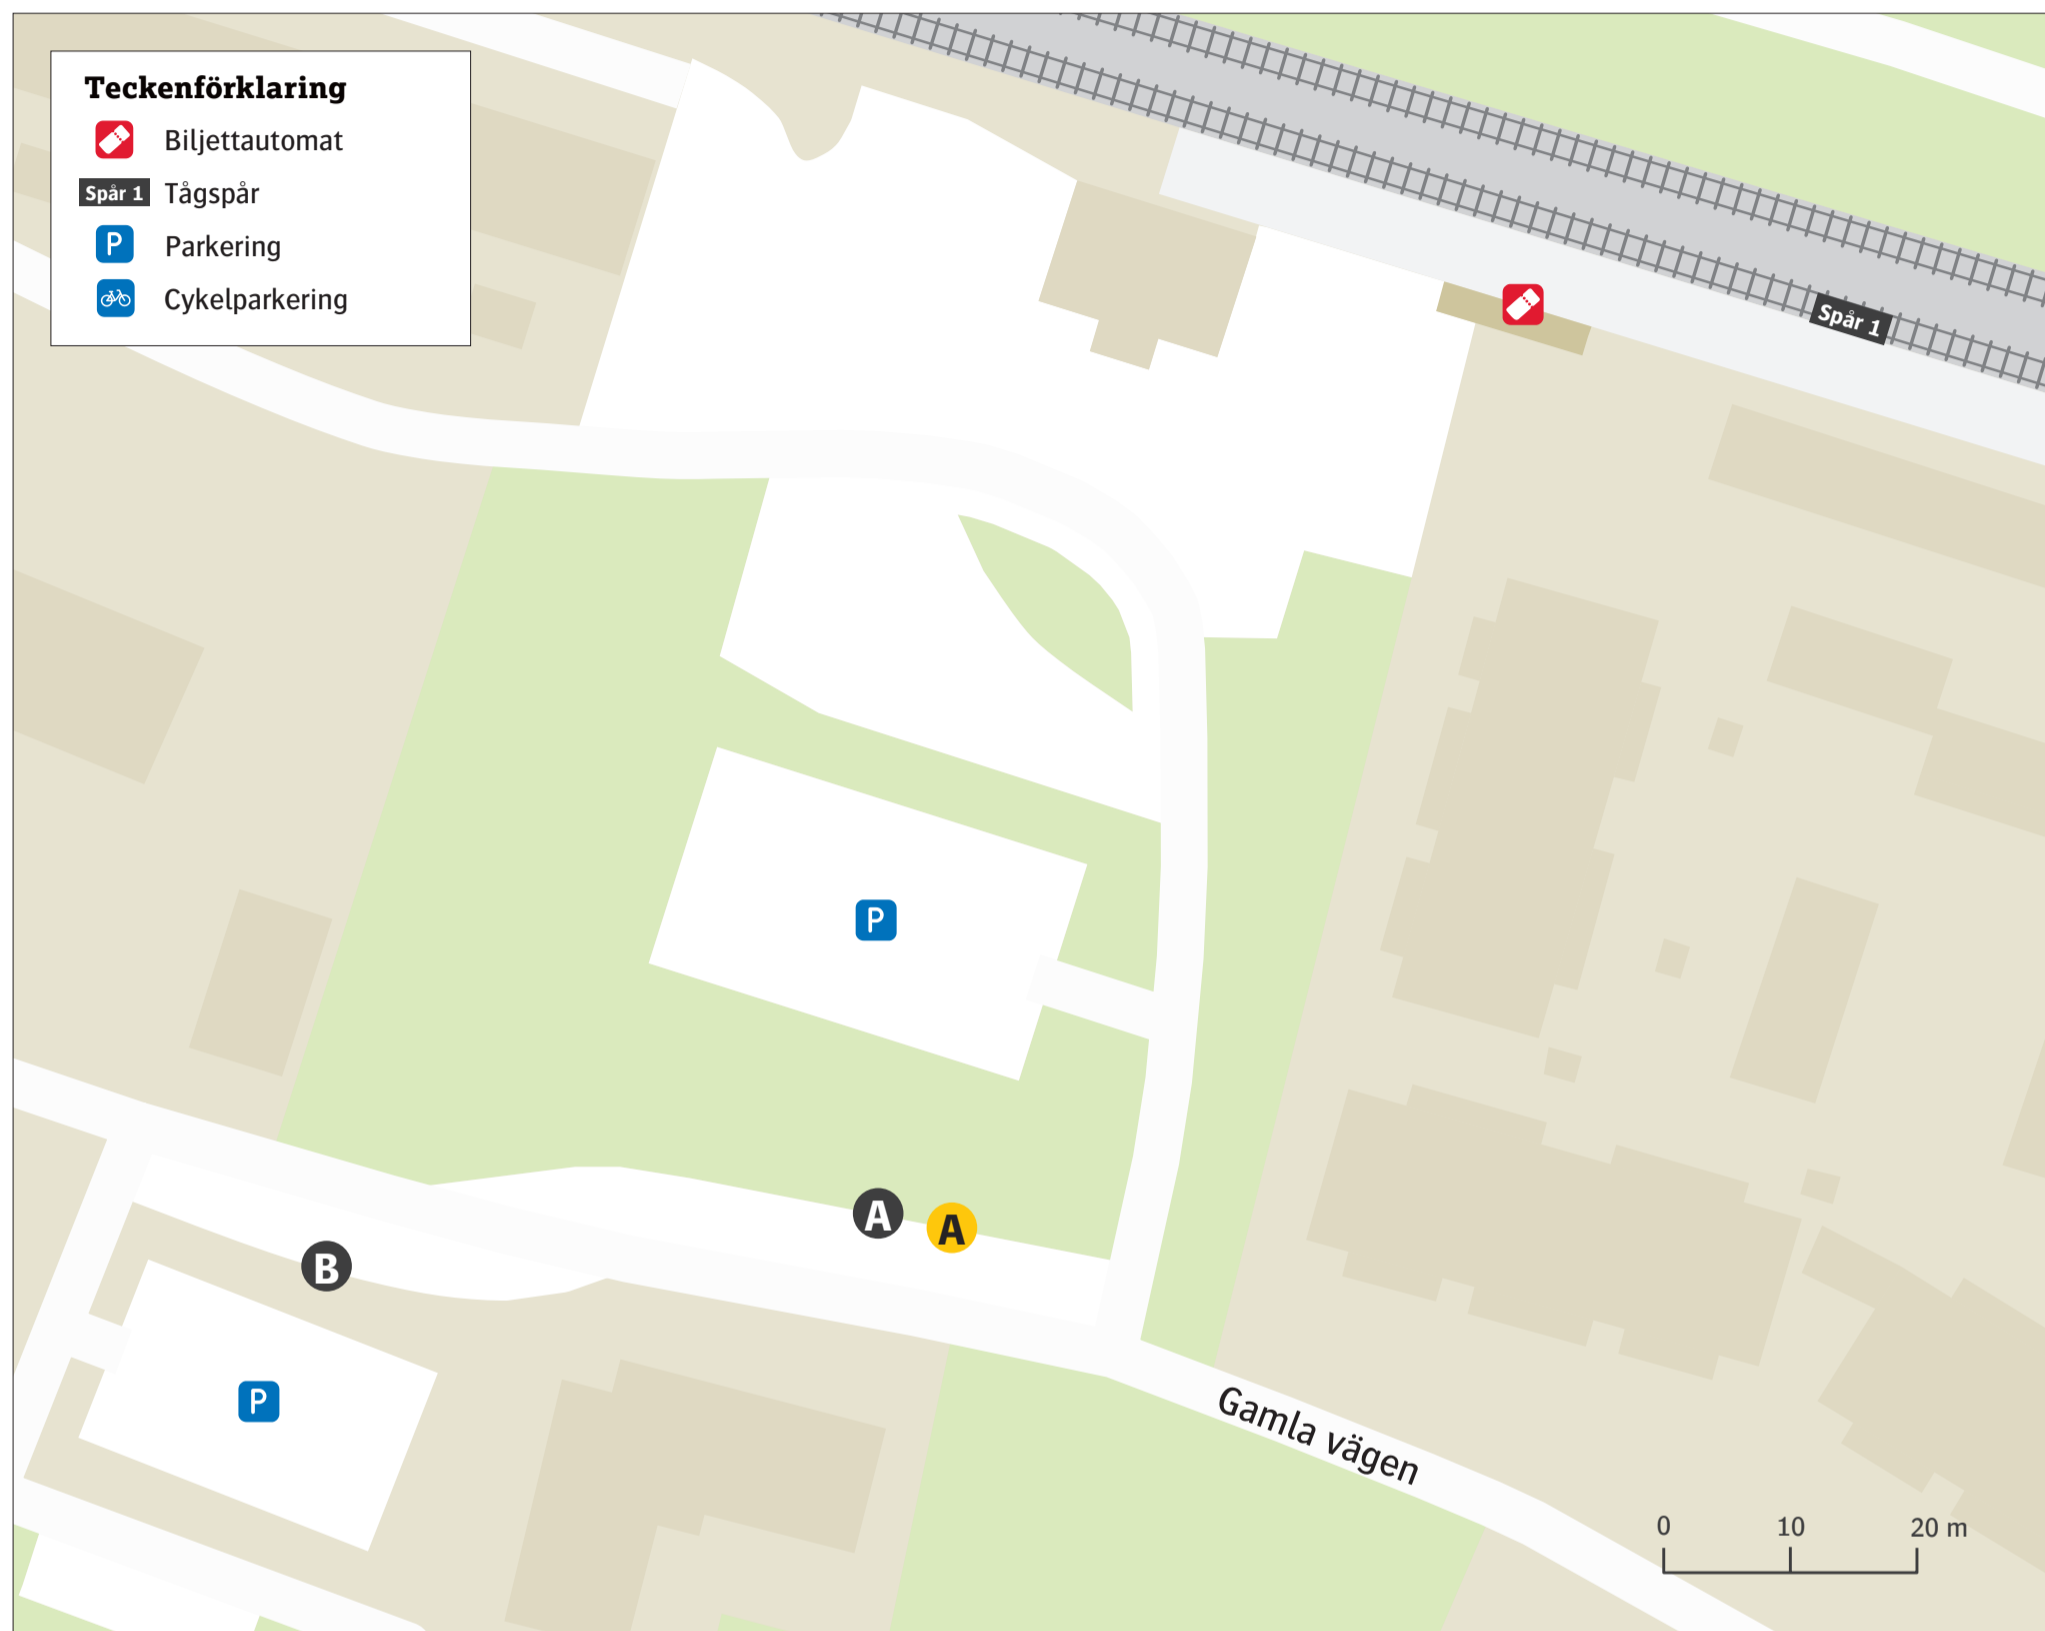 Teckenförklaring
Biljettautomat
Spår 1 Tågspår
P Parkering
Cykelparkering
Spår 1
P
A A
B
P
Gamla vägen
0 10 20 m